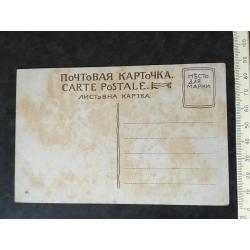 ПОЧТОВАЯ КАРТОЧКА.
CARTE POSTALE.
ЛИСТОВНА КАРТКА.
МѢСТО
ДЛЯ
МАРКИ